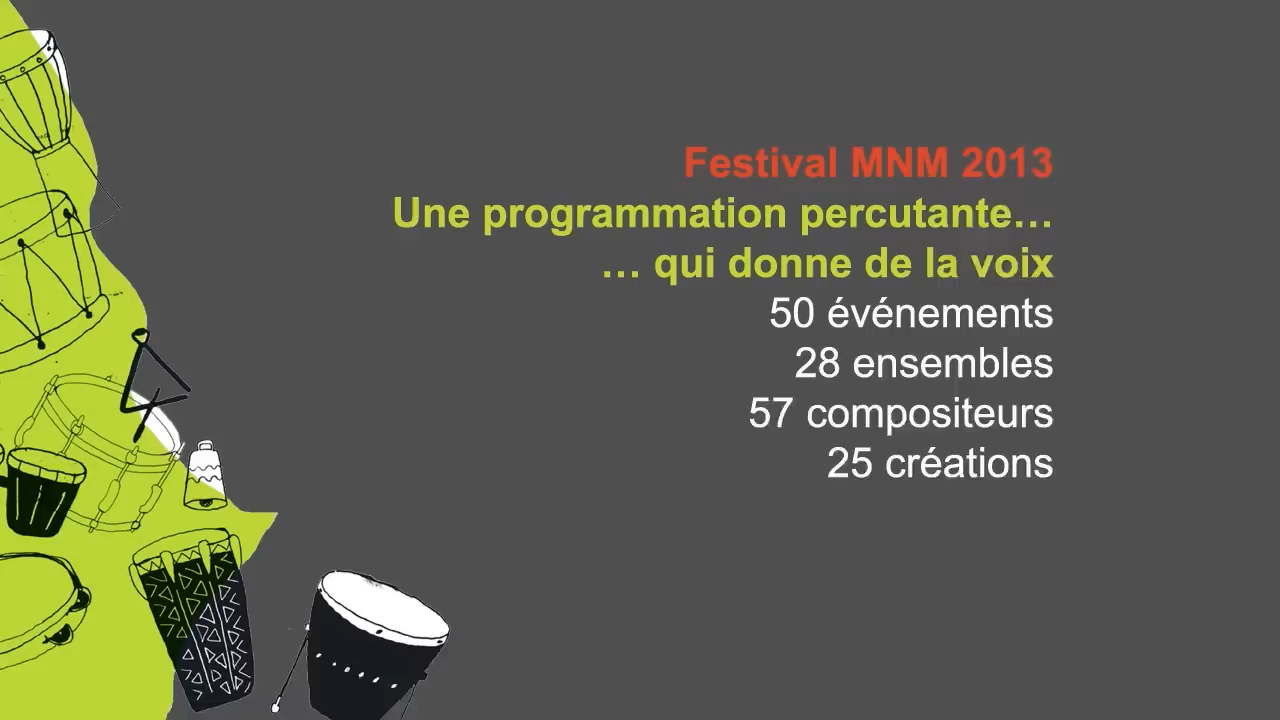 Festival MNM 2013
Une programmation percutante…
… qui donne de la voix
50 événements
28 ensembles
57 compositeurs
25 créations